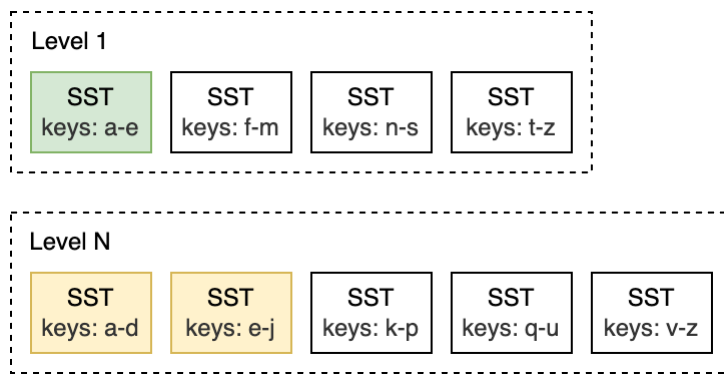 Level 1
SST
keys: a-e
SST
keys: f-m
SST
keys: n-s
SST
keys: t-z
Level N
SST
keys: a-d
SST
keys: e-j
SST
keys: k-p
SST
keys: q-u
SST
keys: v-z